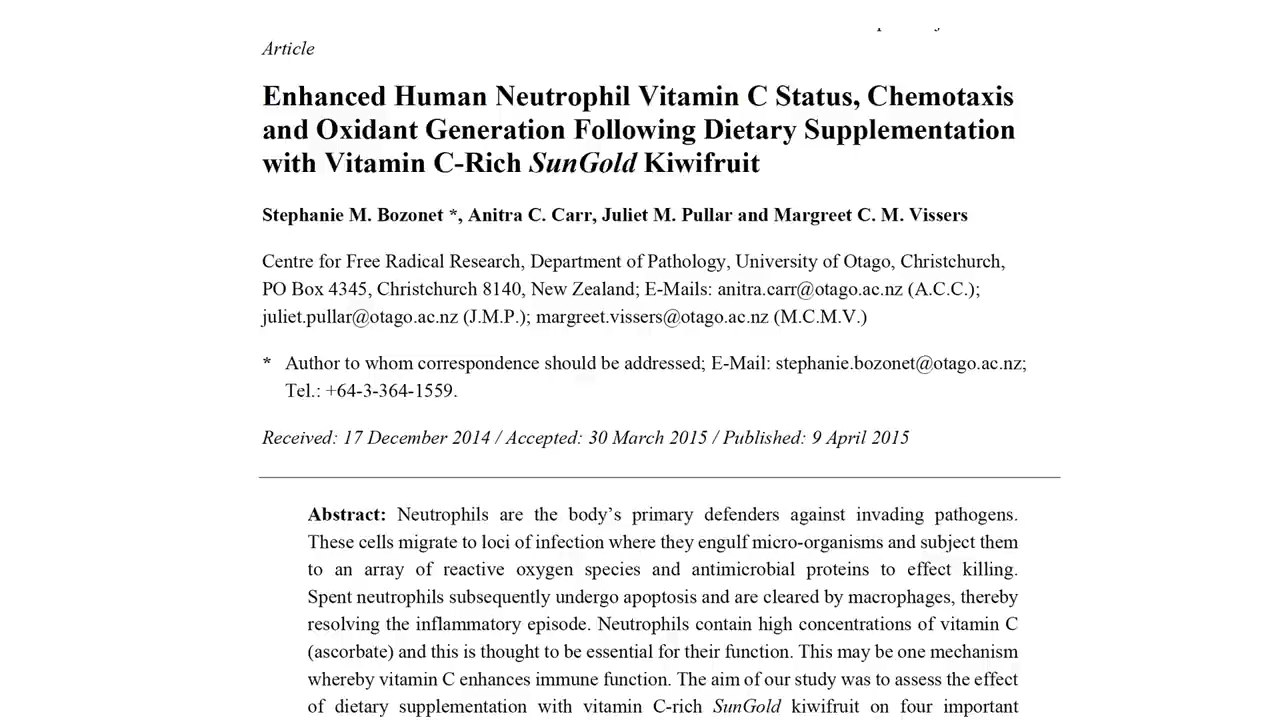 Article
Enhanced Human Neutrophil Vitamin C Status, Chemotaxis
and Oxidant Generation Following Dietary Supplementation
with Vitamin C-Rich SunGold Kiwifruit
Stephanie M. Bozonet *, Anitra C. Carr, Juliet M. Pullar and Margreet C. M. Vissers
Centre for Free Radical Research, Department of Pathology, University of Otago, Christchurch,
PO Box 4345, Christchurch 8140, New Zealand; E-Mails: anitra.carr@otago.ac.nz (A.C.C.);
juliet.pullar@otago.ac.nz (J.M.P.); margreet.vissers@otago.ac.nz (M.C.M.V.)
* Author to whom correspondence should be addressed; E-Mail: stephanie.bozonet@otago.ac.nz;
Tel.: +64-3-364-1559.
Received: 17 December 2014 / Accepted: 30 March 2015 / Published: 9 April 2015
Abstract: Neutrophils are the body’s primary defenders against invading pathogens.
These cells migrate to loci of infection where they engulf micro-organisms and subject them
to an array of reactive oxygen species and antimicrobial proteins to effect killing.
Spent neutrophils subsequently undergo apoptosis and are cleared by macrophages, thereby
resolving the inflammatory episode. Neutrophils contain high concentrations of vitamin C
(ascorbate) and this is thought to be essential for their function. This may be one mechanism
whereby vitamin C enhances immune function. The aim of our study was to assess the effect
of dietary supplementation with vitamin C-rich SunGold kiwifruit on four important